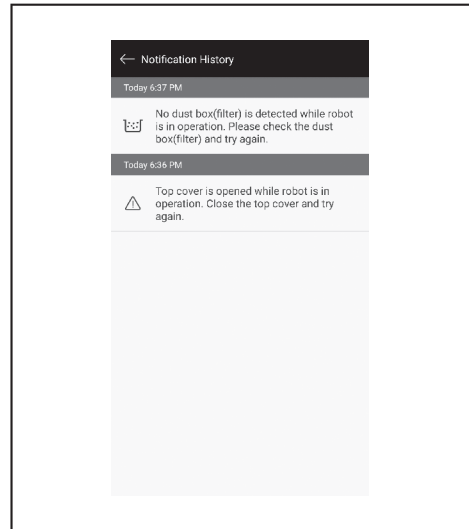 Notification History
Today 6:37 PM
No dust box(filter) is detected while robot
is in operation. Please check the dust
box(filter) and try again.
Today 6:36 PM
Top cover is opened while robot is in
operation. Close the top cover and try
again.